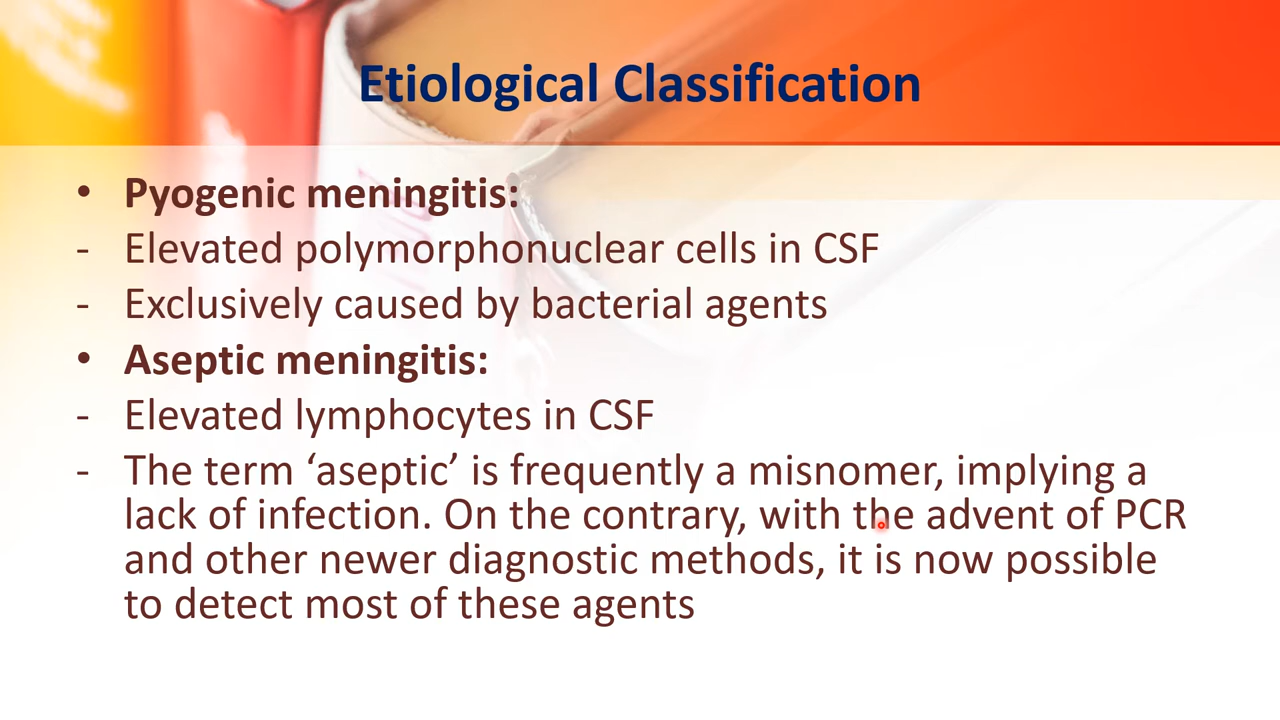 Etiological Classification
• Pyogenic meningitis:
- Elevated polymorphonuclear cells in CSF
- Exclusively caused by bacterial agents
• Aseptic meningitis:
- Elevated lymphocytes in CSF
- The term ‘aseptic’ is frequently a misnomer, implying a
lack of infection. On the contrary, with the advent of PCR
and other newer diagnostic methods, it is now possible
to detect most of these agents